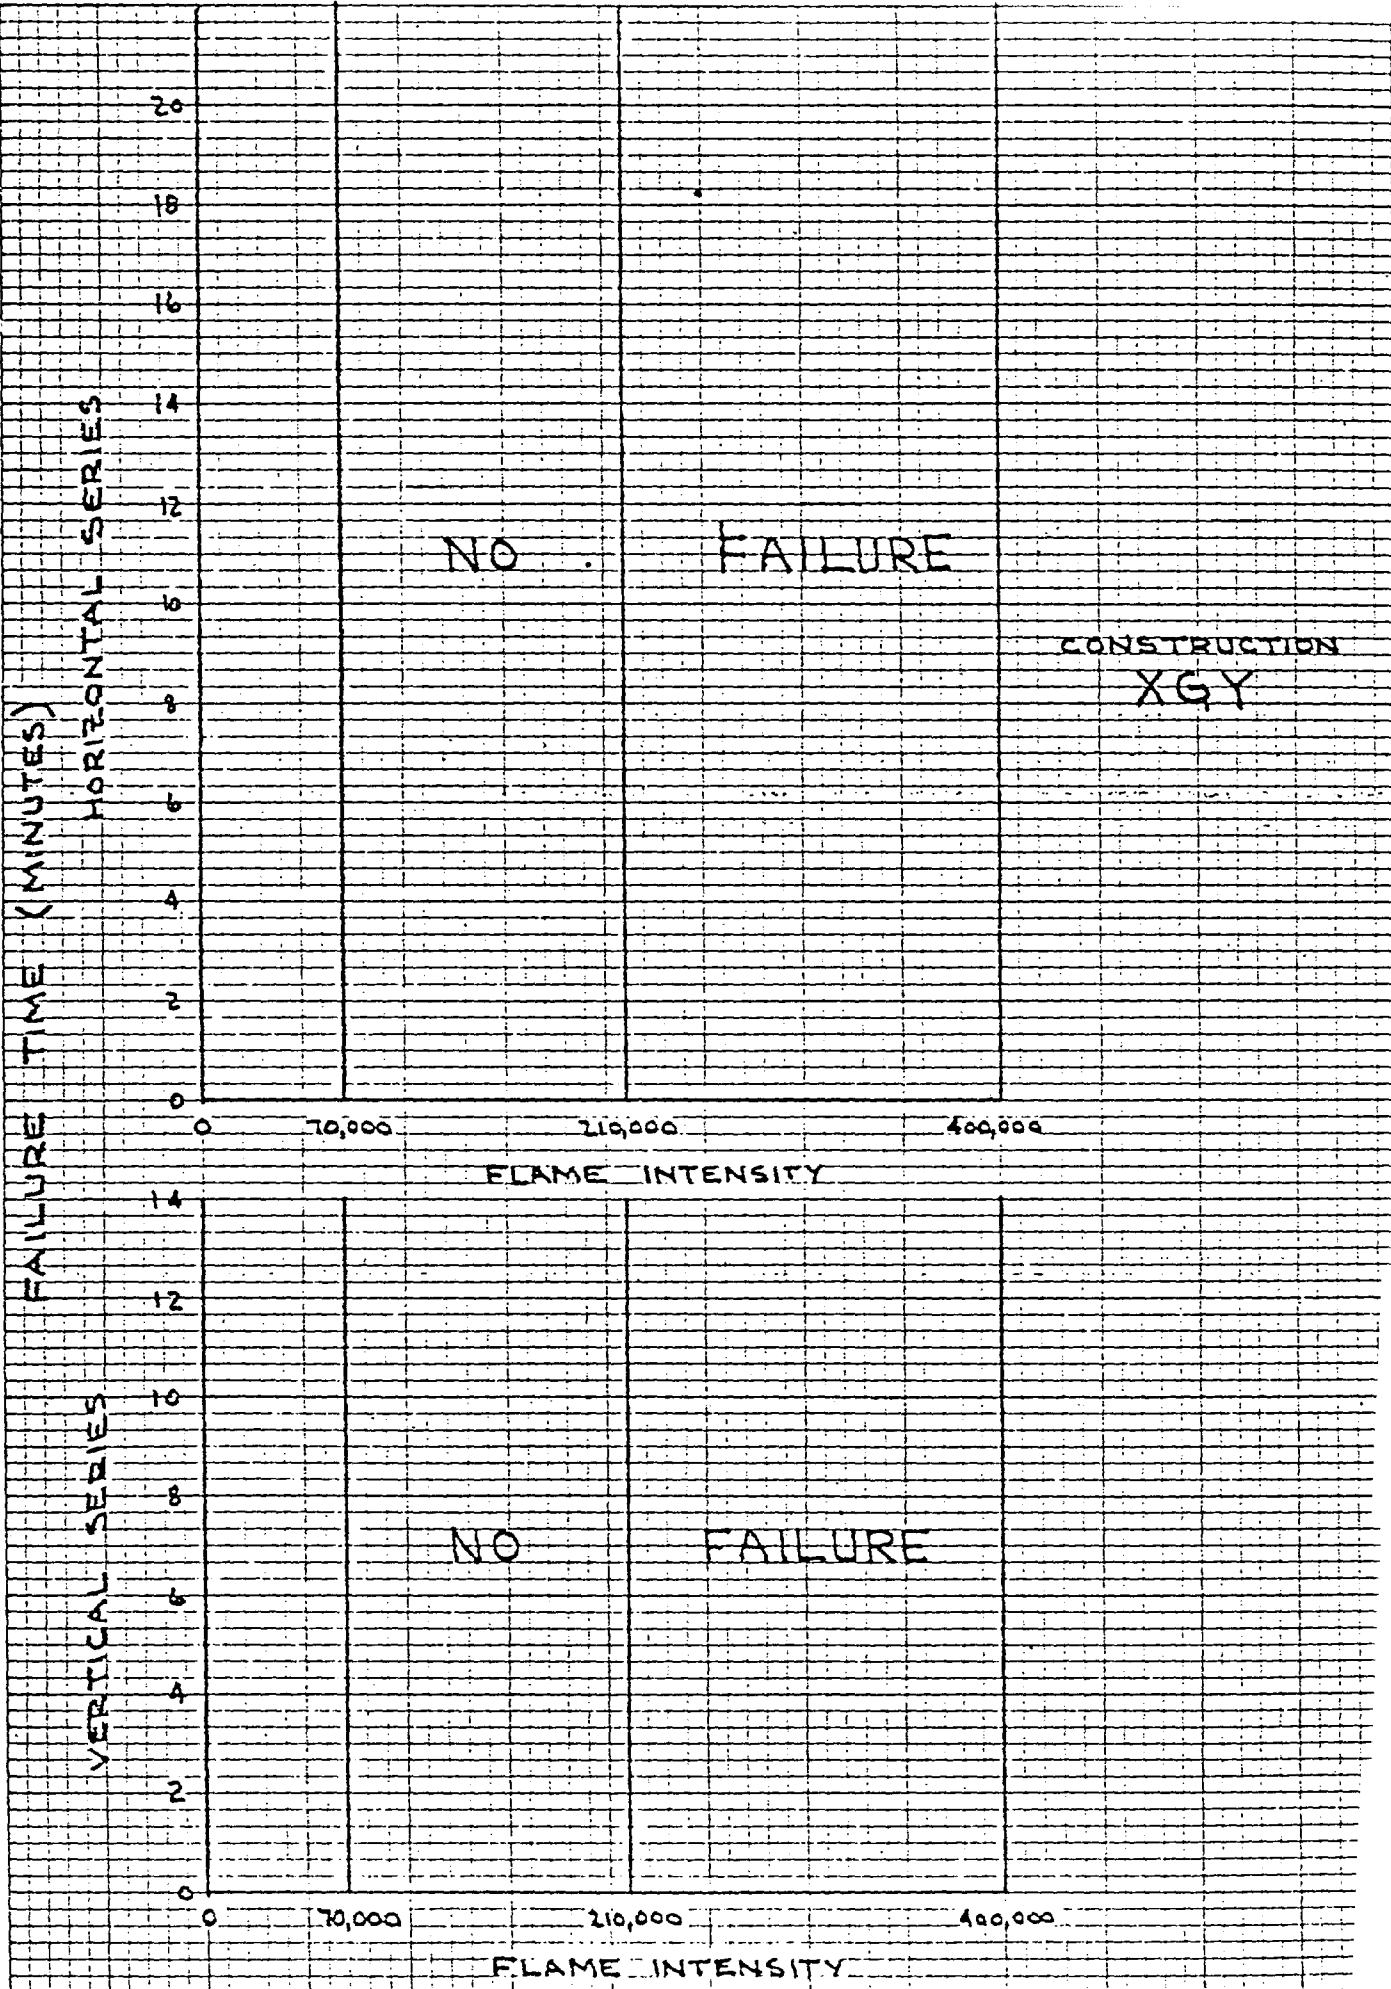 FAILURE TIME (MINUTES)
HORIZONTAL SERIES
20
18
16
14
12
10
8
6
4
2
0
NO FAILURE
CONSTRUCTION
XGY
0 70,000 210,000 400,000
FLAME INTENSITY
VERTICAL SERIES
14
12
10
8
6
4
2
0
NO FAILURE
0 70,000 210,000 400,000
FLAME INTENSITY